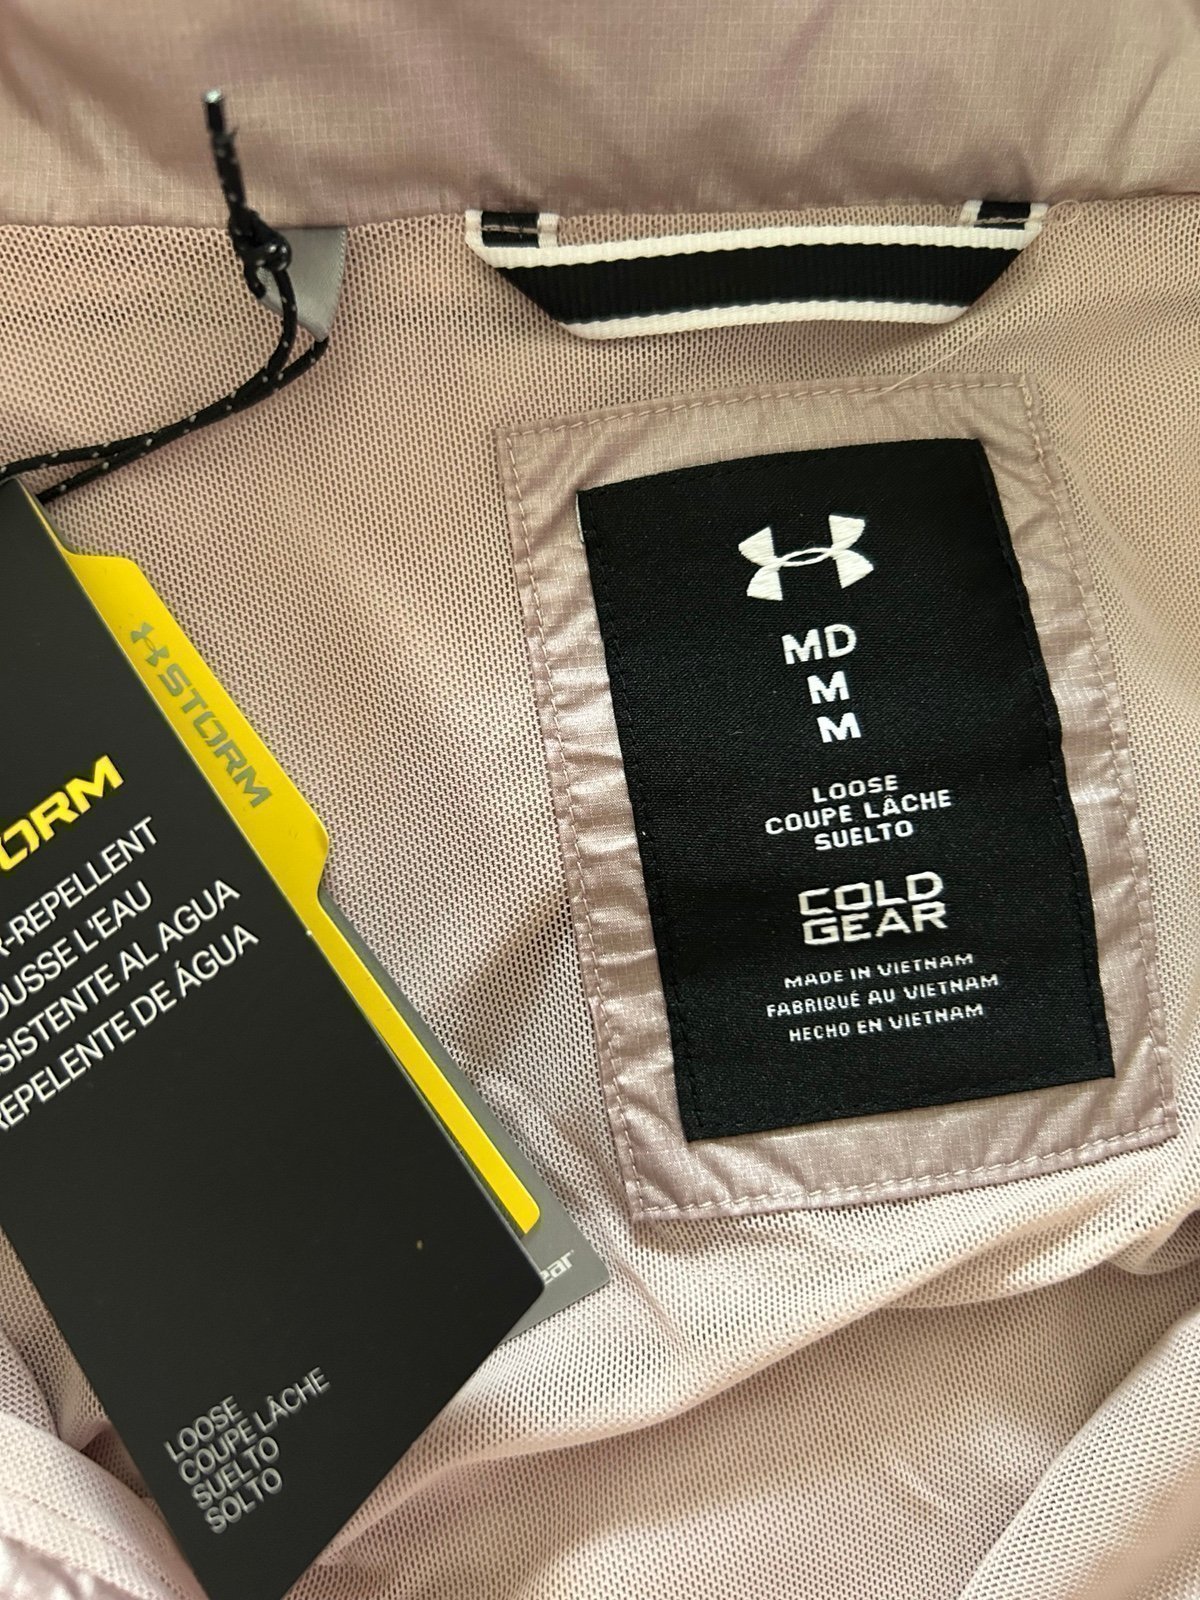 MD
M
M
LOOSE
COUPE LÂCHE
SUELTO
COLD
GEAR
MADE IN VIETNAM
FABRIQUÉ AU VIETNAM
HECHO EN VIETNAM
STORM
ORM
R-REPELLENT
OUSSE L'EAU
SISTENTE AL AGUA
REPELENTE DE ÁGUA
ear
LOOSE
COUPE LÂCHE
SUELTO
SOLTO